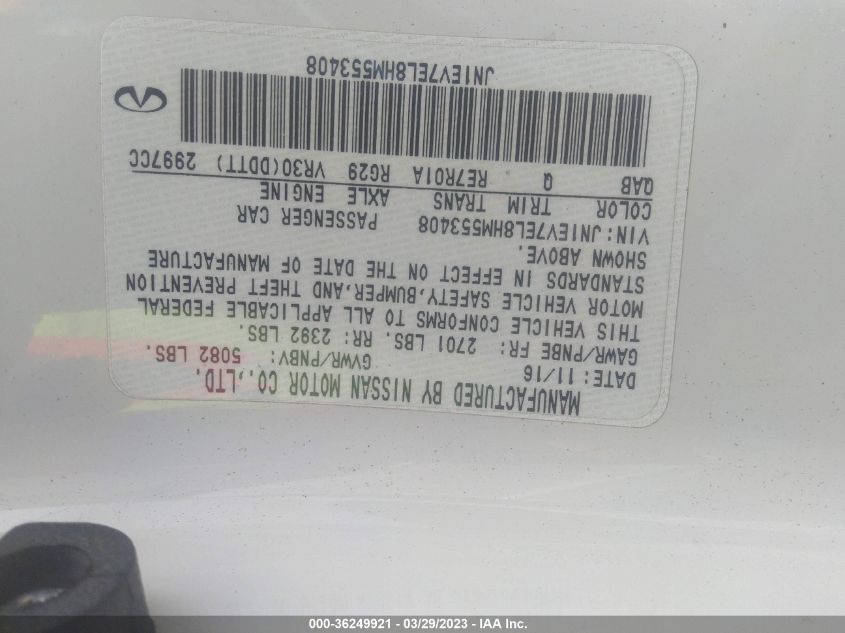 MANUFACTURED BY NISSAN MOTOR CO.,LTD.
DATE: 11/16 GVWR/PNBV: 5082 LBS.
GAWR/PNBE FR: 2701 LBS. RR: 2392 LBS.
THIS VEHICLE CONFORMS TO ALL APPLICABLE FEDERAL
MOTOR VEHICLE SAFETY,BUMPER,AND THEFT PREVENTION
STANDARDS IN EFFECT ON THE DATE OF MANUFACTURE
SHOWN ABOVE.
VIN: JN1EV7EL8HM553408 PASSENGER CAR
COLOR TRIM TRANS AXLE ENGINE
QAB Q RE7R01A RG29 VR30(DDTT) 2997CC
JN1EV7EL8HM553408
000-36249921 - 03/29/2023 - IAA Inc.